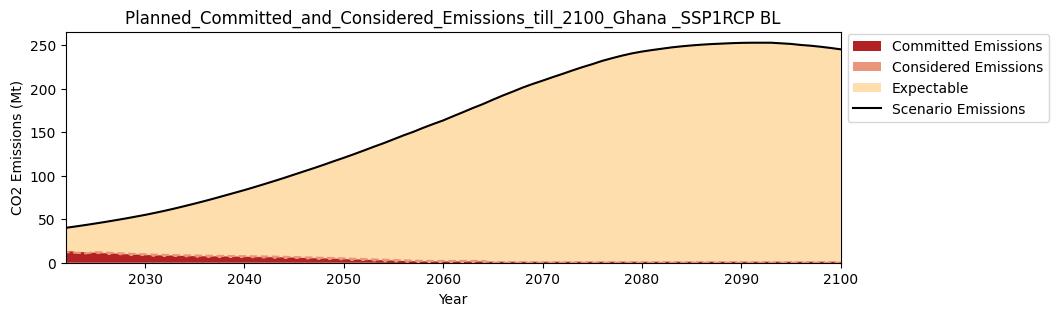 Planned_Committed_and_Considered_Emissions_till_2100_Ghana _SSP1RCP BL
CO2 Emissions (Mt)
250
200
150
100
50
0
2030 2040 2050 2060 2070 2080 2090 2100
Year
Committed Emissions
Considered Emissions
Expectable
Scenario Emissions